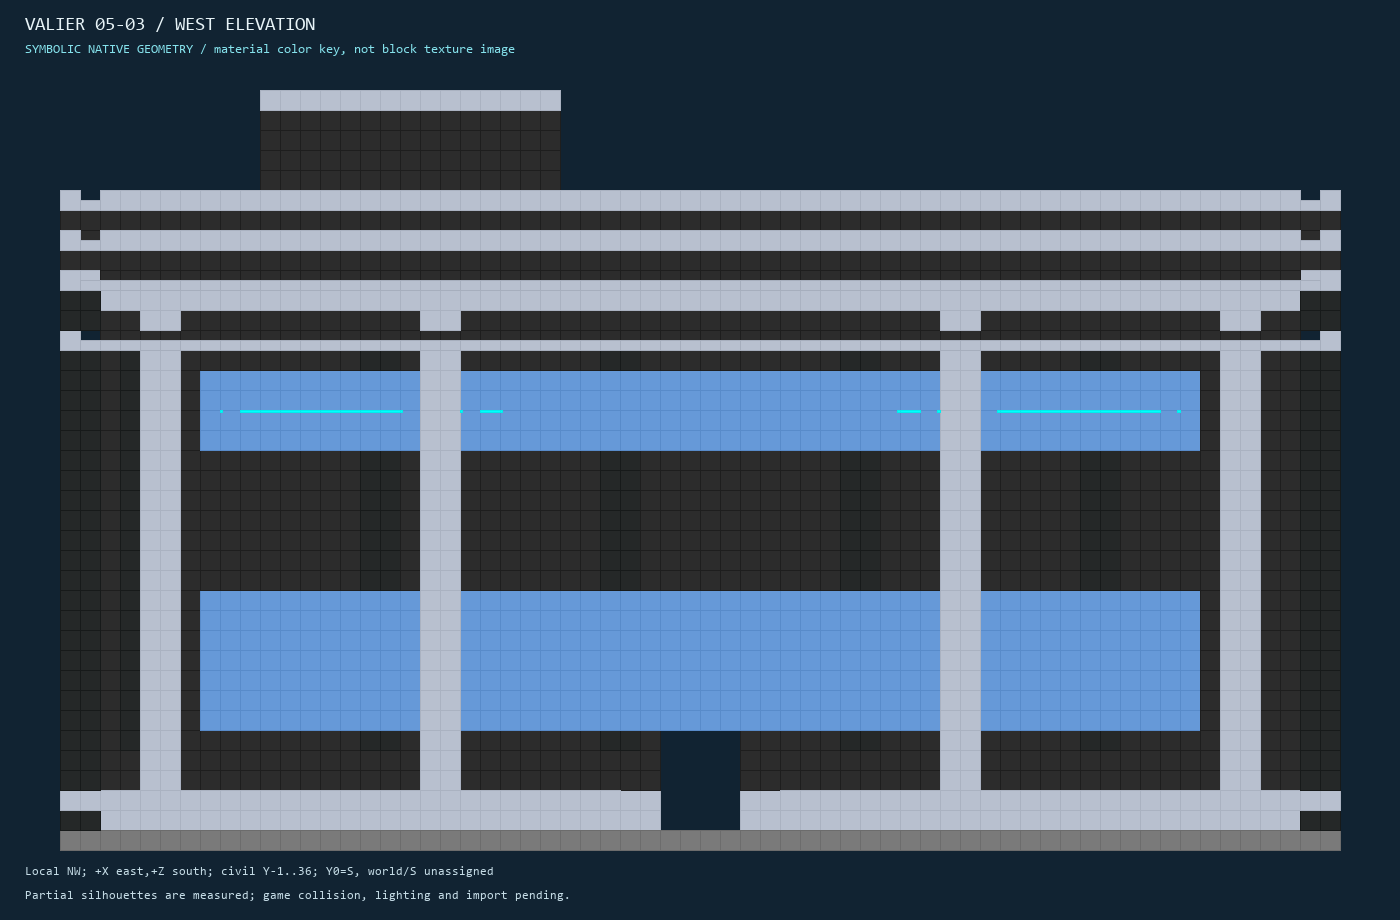 VALIER 05-03 / WEST ELEVATION
SYMBOLIC NATIVE GEOMETRY / material color key, not block texture image
Local NW; +X east,+Z south; civil Y-1..36; Y0=S, world/S unassigned
Partial silhouettes are measured; game collision, lighting and import pending.